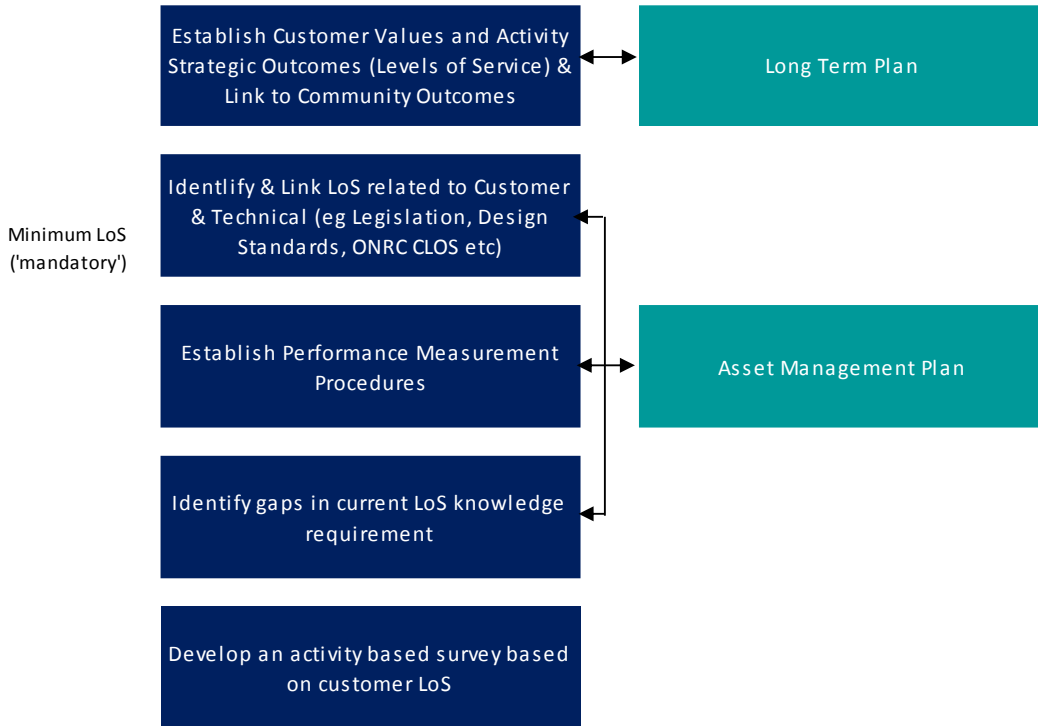 Establish Customer Values and Activity
Strategic Outcomes (Levels of Service) &
Link to Community Outcomes
Long Term Plan
Identlify & Link LoS related to Customer
& Technical (eg Legislation, Design
Standards, ONRC CLOS etc)
Minimum LoS
('mandatory')
Establish Performance Measurement
Procedures
Asset Management Plan
Identify gaps in current LoS knowledge
requirement
Develop an activity based survey based
on customer LoS